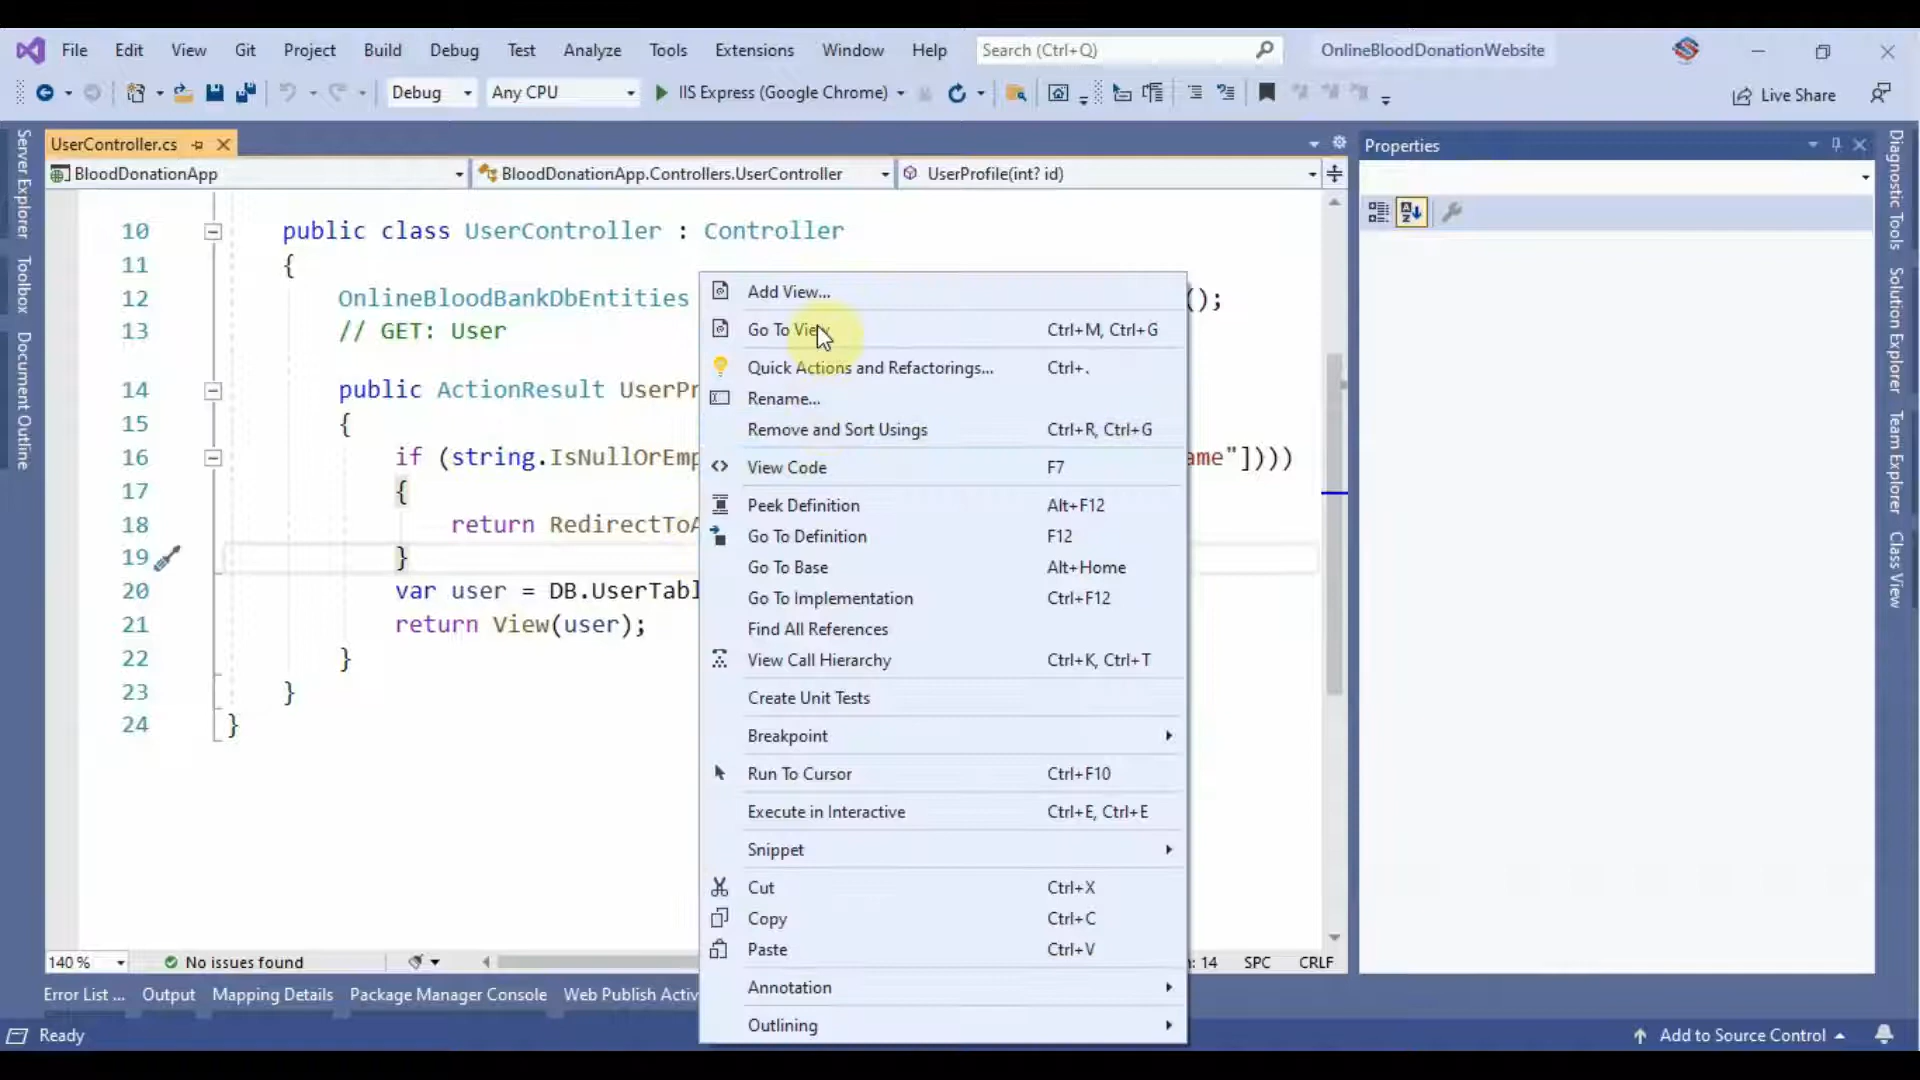 File Edit View Git Project Build Debug Test Analyze Tools Extensions Window Help Search (Ctrl+Q) OnlineBloodDonationWebsite
Debug Any CPU IIS Express (Google Chrome) Live Share
UserController.cs
BloodDonationApp BloodDonationApp.Controllers.UserController UserProfile(int? id)
Server Explorer
Toolbox
Document Outline
10 public class UserController : Controller
11 {
12 OnlineBloodBankDbEntities ();
13 // GET: User
14 public ActionResult UserPr
15 {
16 if (string.IsNullOrEmp ame"])))
17 {
18 return RedirectToA
19 }
20 var user = DB.UserTabl
21 return View(user);
22 }
23 }
24 }
Add View...
Go To View Ctrl+M, Ctrl+G
Quick Actions and Refactorings... Ctrl+.
Rename...
Remove and Sort Usings Ctrl+R, Ctrl+G
View Code F7
Peek Definition Alt+F12
Go To Definition F12
Go To Base Alt+Home
Go To Implementation Ctrl+F12
Find All References
View Call Hierarchy Ctrl+K, Ctrl+T
Create Unit Tests
Breakpoint
Run To Cursor Ctrl+F10
Execute in Interactive Ctrl+E, Ctrl+E
Snippet
Cut Ctrl+X
Copy Ctrl+C
Paste Ctrl+V
Annotation
Outlining
Properties
Diagnostic Tools
Solution Explorer
Team Explorer
Class View
140 % No issues found : 14 SPC CRLF
Error List ... Output Mapping Details Package Manager Console Web Publish Activ
Ready Add to Source Control